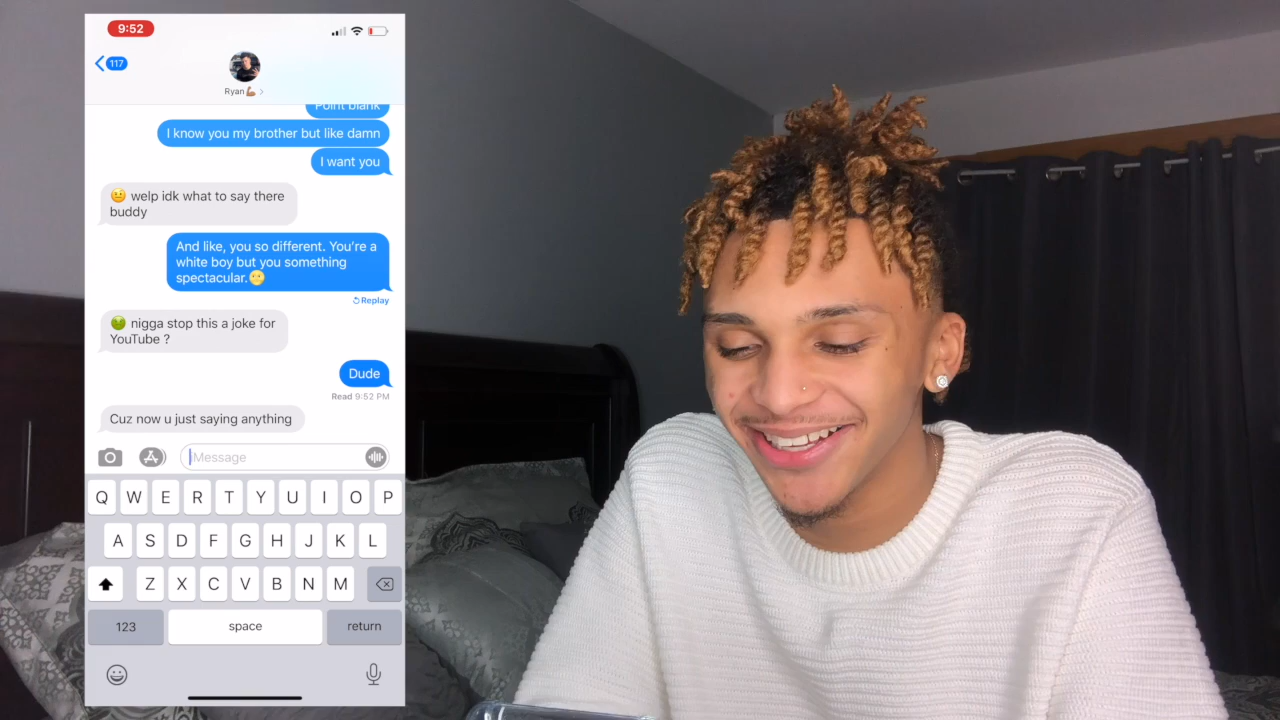 9:52
117
Ryan💪🏽 >
Point blank
I know you my brother but like damn
I want you
🫡 welp idk what to say there
buddy
And like, you so different. You're a
white boy but you something
spectacular.🥹
Replay
🤢 nigga stop this a joke for
YouTube ?
Dude
Read 9:52 PM
Cuz now u just saying anything
Message
Q W E R T Y U I O P
A S D F G H J K L
Z X C V B N M
123 space return